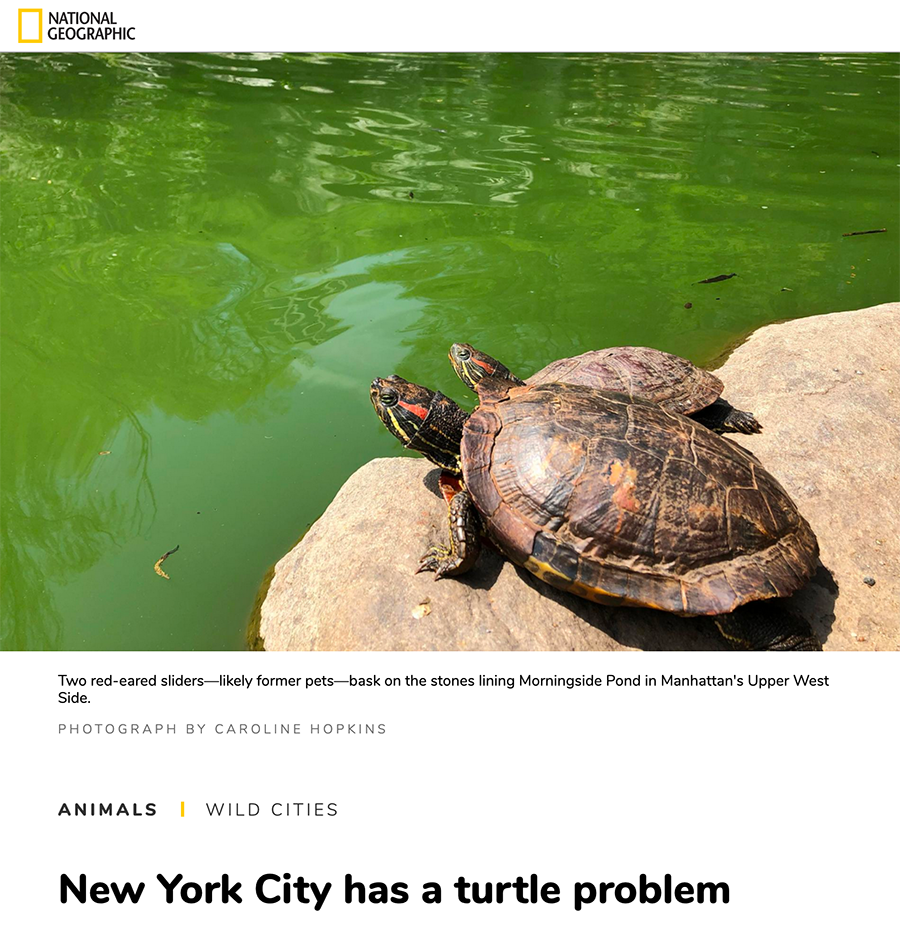 NATIONAL
GEOGRAPHIC
Two red-eared sliders—likely former pets—bask on the stones lining Morningside Pond in Manhattan's Upper West
Side.
PHOTOGRAPH BY CAROLINE HOPKINS
ANIMALS | WILD CITIES
New York City has a turtle problem